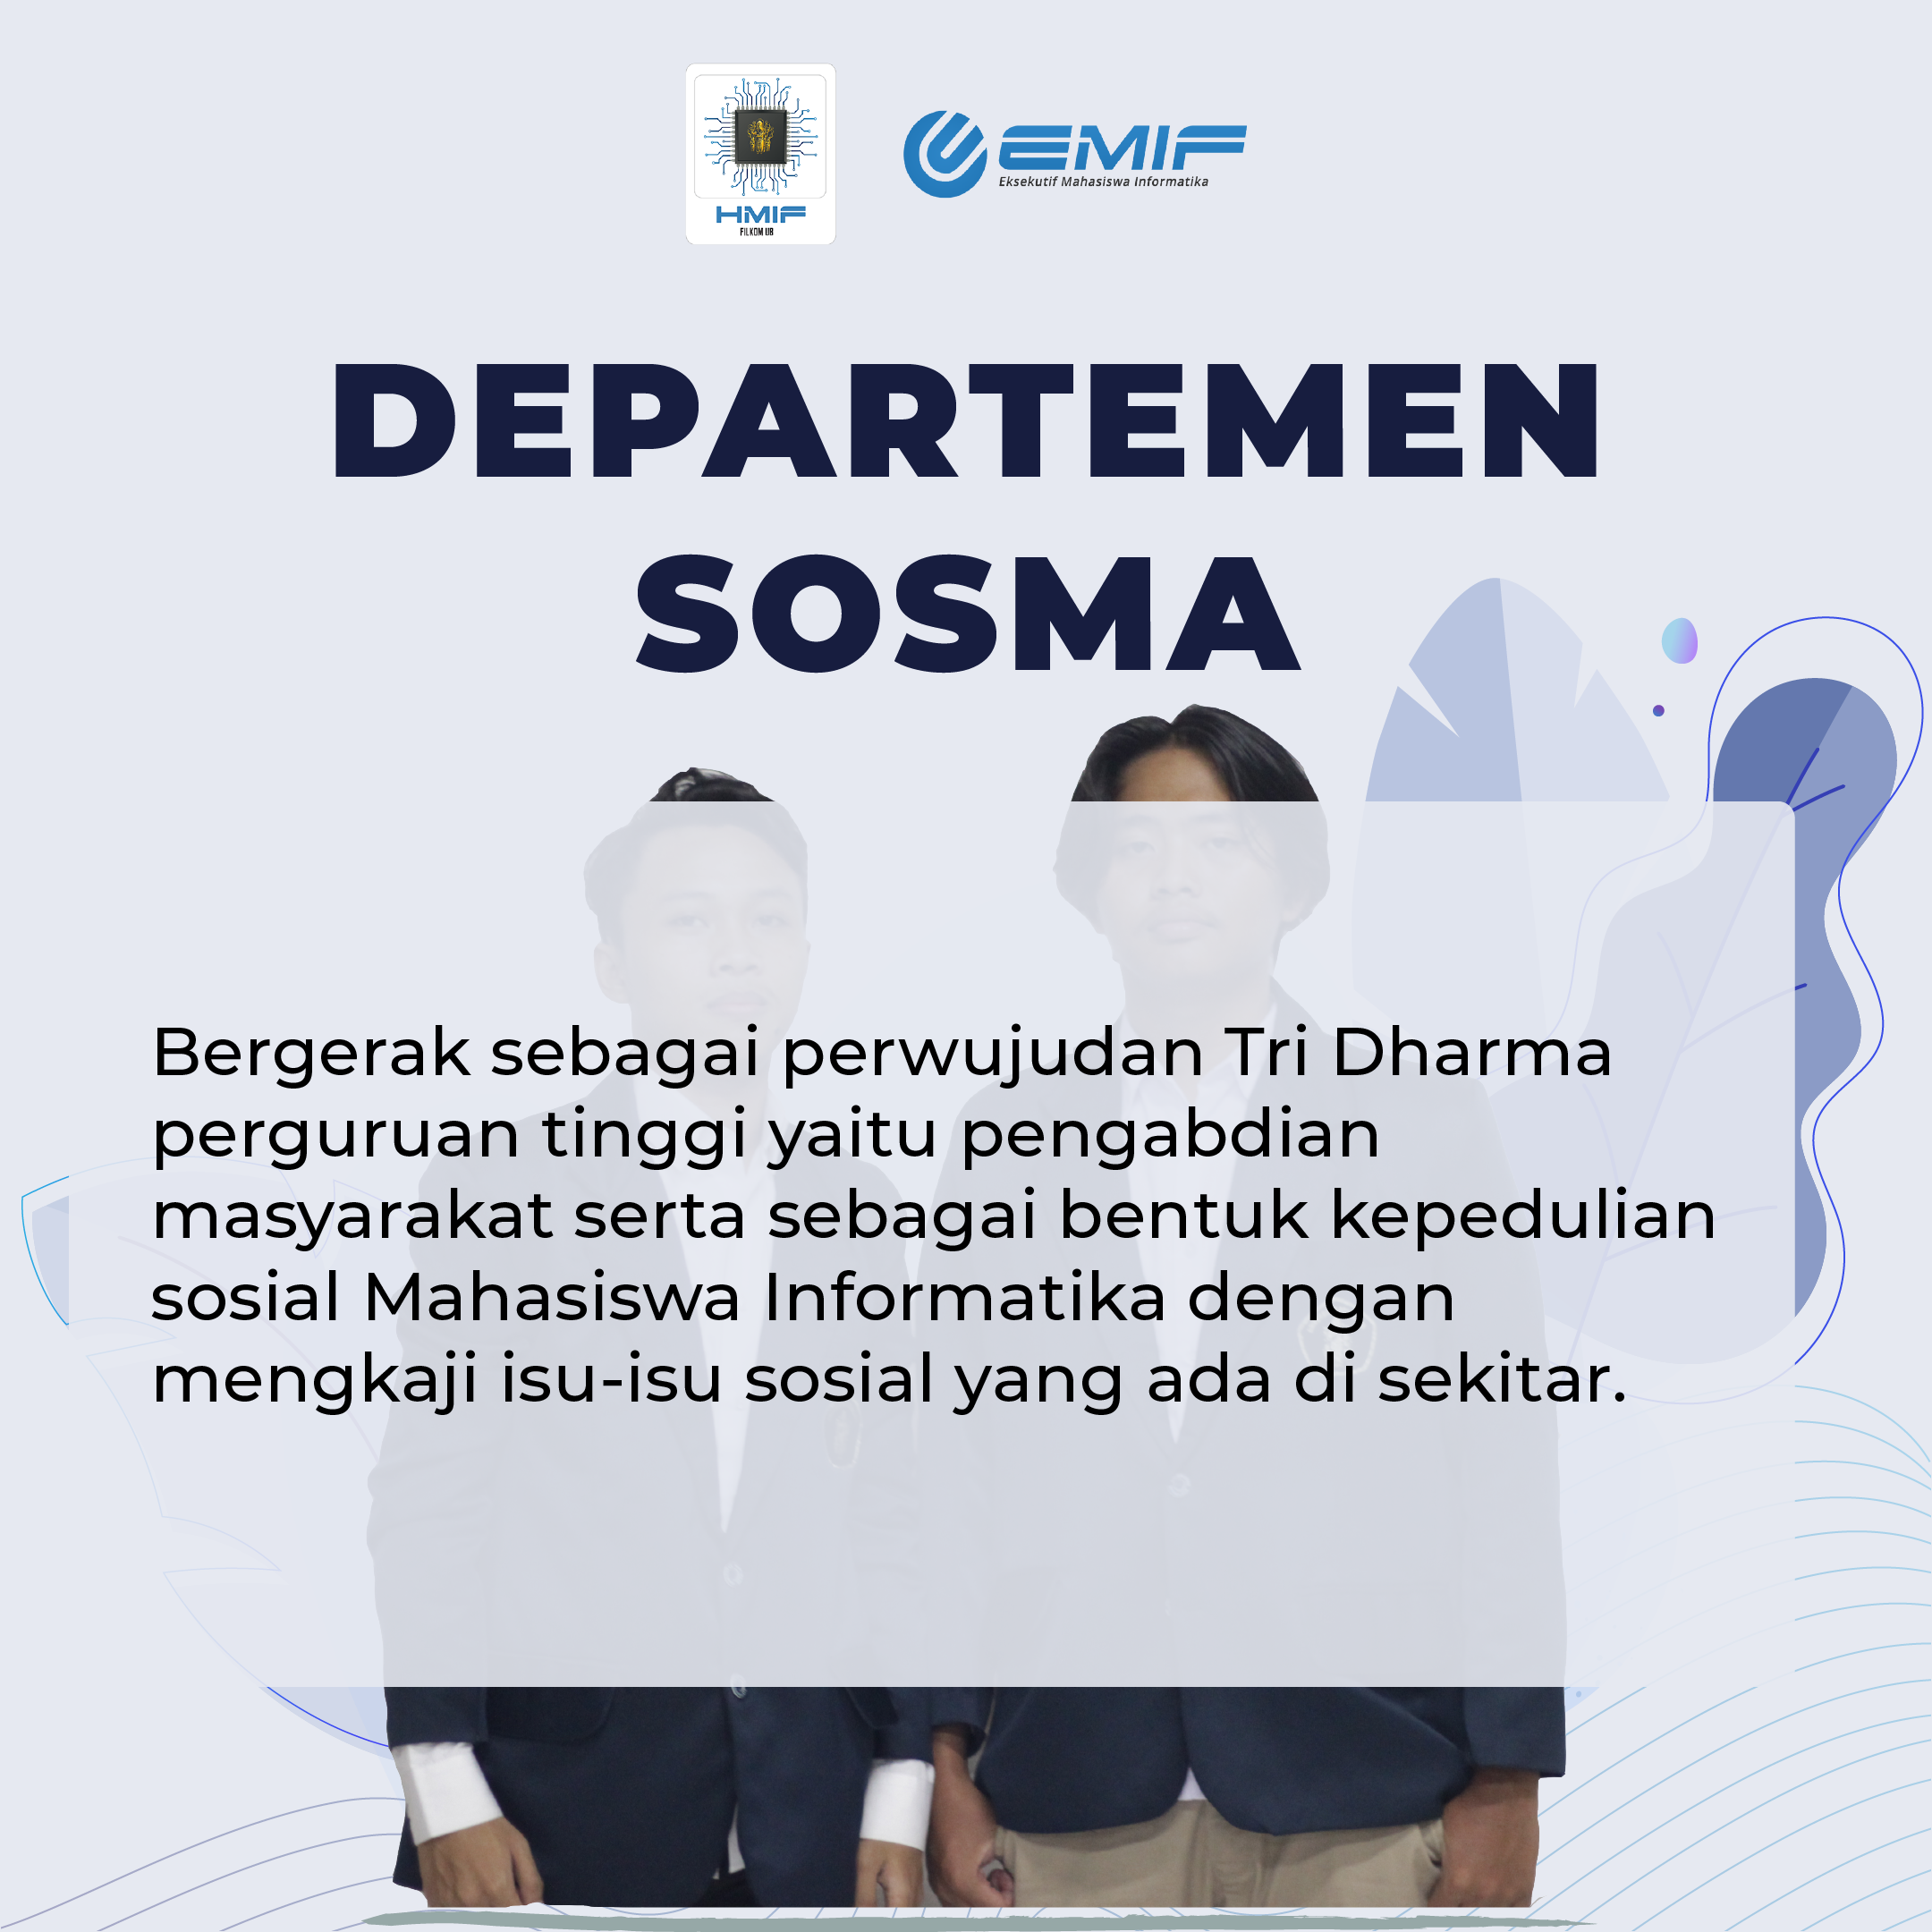 HMIF
FILKOM UB
EMIF
Eksekutif Mahasiswa Informatika
DEPARTEMEN
SOSMA
Bergerak sebagai perwujudan Tri Dharma
perguruan tinggi yaitu pengabdian
masyarakat serta sebagai bentuk kepedulian
sosial Mahasiswa Informatika dengan
mengkaji isu-isu sosial yang ada di sekitar.